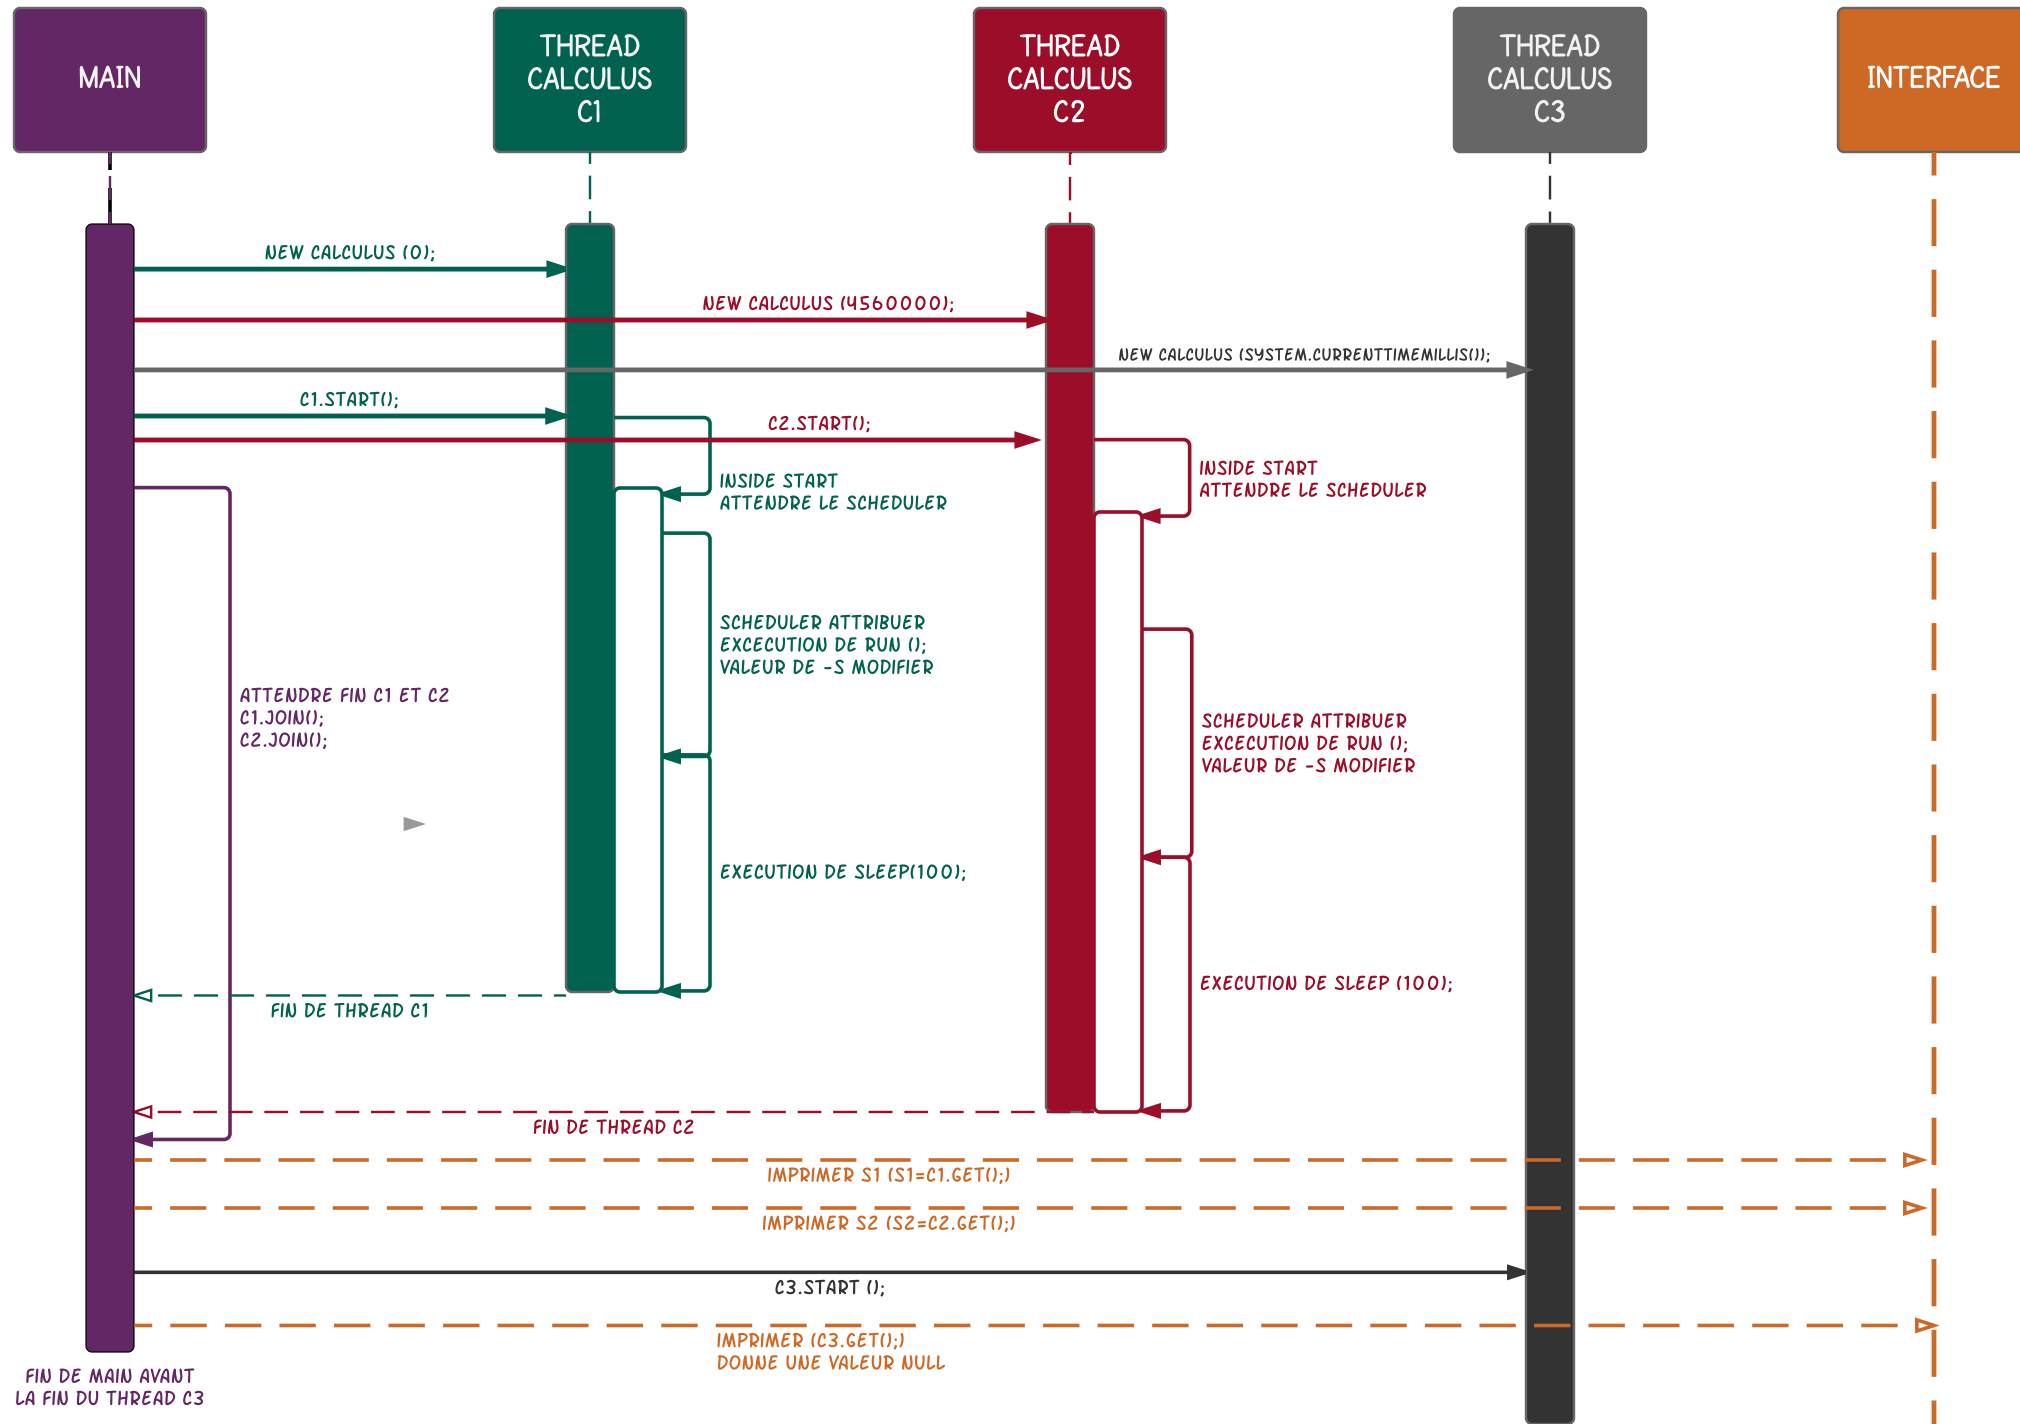 MAIN
THREAD
CALCULUS
C1
THREAD
CALCULUS
C2
THREAD
CALCULUS
C3
INTERFACE
NEW CALCULUS (0);
NEW CALCULUS (4560000);
NEW CALCULUS (SYSTEM.CURRENTTIMEMILLIS());
C1.START();
C2.START();
INSIDE START
ATTENDRE LE SCHEDULER
INSIDE START
ATTENDRE LE SCHEDULER
SCHEDULER ATTRIBUER
EXCECUTION DE RUN ();
VALEUR DE -S MODIFIER
ATTENDRE FIN C1 ET C2
C1.JOIN();
C2.JOIN();
SCHEDULER ATTRIBUER
EXCECUTION DE RUN ();
VALEUR DE -S MODIFIER
EXECUTION DE SLEEP(100);
EXECUTION DE SLEEP (100);
FIN DE THREAD C1
FIN DE THREAD C2
IMPRIMER S1 (S1=C1.GET();)
IMPRIMER S2 (S2=C2.GET();)
C3.START ();
IMPRIMER (C3.GET();)
DONNE UNE VALEUR NULL
FIN DE MAIN AVANT
LA FIN DU THREAD C3